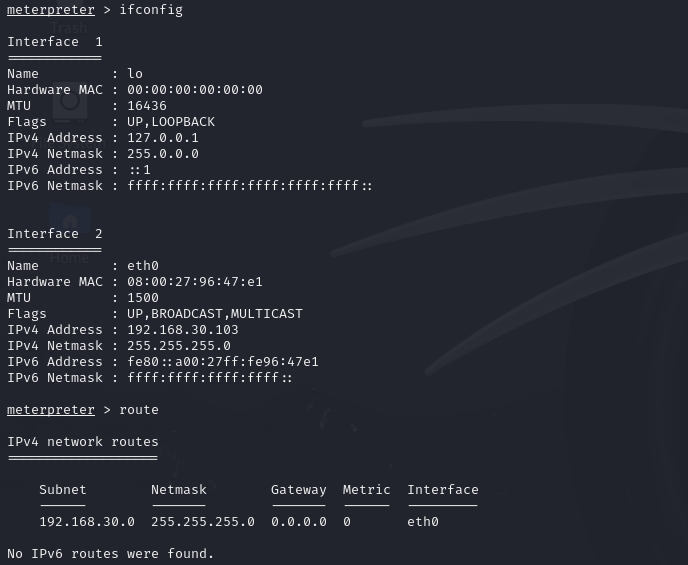 meterpreter > ifconfig
Trash
Interface  1
============
Name         : lo
Hardware MAC : 00:00:00:00:00:00
MTU          : 16436
Flags        : UP,LOOPBACK
IPv4 Address : 127.0.0.1
IPv4 Netmask : 255.0.0.0
IPv6 Address : ::1
IPv6 Netmask : ffff:ffff:ffff:ffff:ffff:ffff::
Interface  2
============
Home
Name         : eth0
Hardware MAC : 08:00:27:96:47:e1
MTU          : 1500
Flags        : UP,BROADCAST,MULTICAST
IPv4 Address : 192.168.30.103
IPv4 Netmask : 255.255.255.0
IPv6 Address : fe80::a00:27ff:fe96:47e1
IPv6 Netmask : ffff:ffff:ffff:ffff::
meterpreter > route
IPv4 network routes
===================
    Subnet        Netmask        Gateway  Metric  Interface
    ------        -------        -------  ------  ---------
    192.168.30.0  255.255.255.0  0.0.0.0  0       eth0
No IPv6 routes were found.